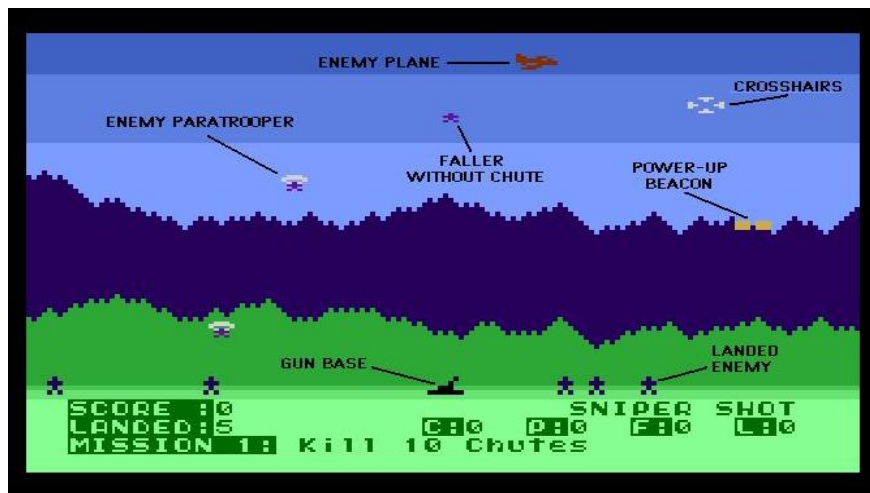 ENEMY PLANE
CROSSHAIRS
ENEMY PARATROOPER
FALLER
WITHOUT CHUTE
POWER-UP
BEACON
LANDED
ENEMY
GUN BASE
SCORE :0
SNIPER SHOT
LANDED:5 C:0 P:0 F:0 L:0
MISSION 1: Kill 10 Chutes